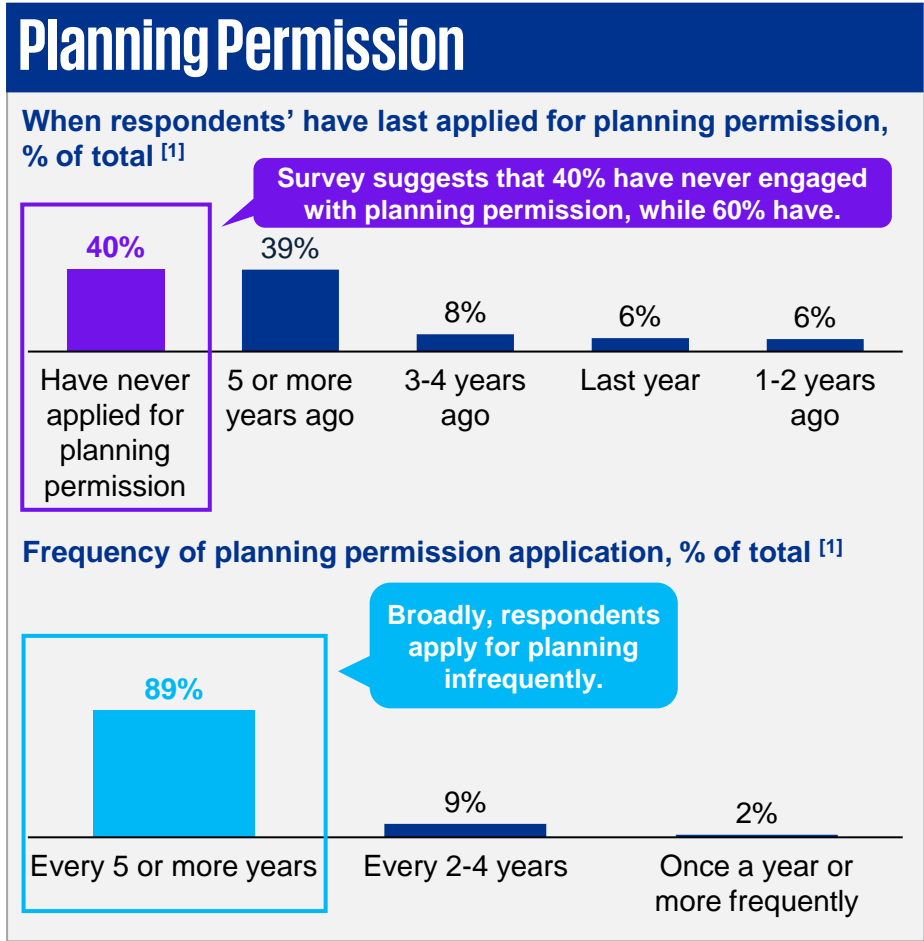 Planning Permission
When respondents’ have last applied for planning permission,
% of total [1]
Survey suggests that 40% have never engaged
with planning permission, while 60% have.
40%
39%
8%
6%
6%
Have never
applied for
planning
permission
5 or more
years ago
3-4 years
ago
Last year
1-2 years
ago
Frequency of planning permission application, % of total [1]
Broadly, respondents
apply for planning
infrequently.
89%
9%
2%
Every 5 or more years
Every 2-4 years
Once a year or
more frequently